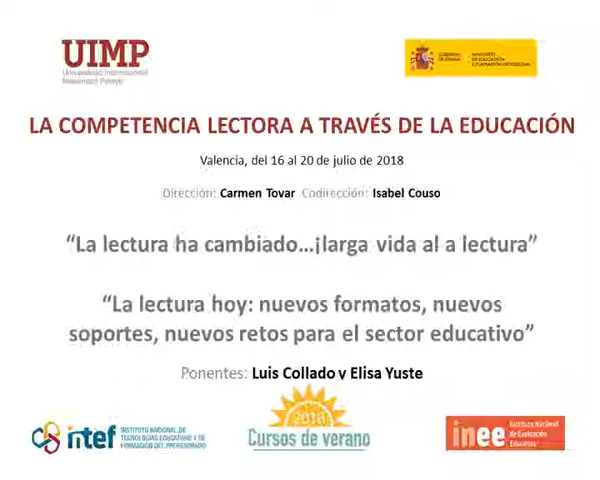 UIMP
Universidad Internacional
Menéndez Pelayo
GOBIERNO
DE ESPAÑA
MINISTERIO
DE EDUCACIÓN
Y FORMACIÓN PROFESIONAL
LA COMPETENCIA LECTORA A TRAVÉS DE LA EDUCACIÓN
Valencia, del 16 al 20 de julio de 2018
Dirección: Carmen Tovar Codirección: Isabel Couso
“La lectura ha cambiado…¡larga vida al a lectura”
“La lectura hoy: nuevos formatos, nuevos
soportes, nuevos retos para el sector educativo”
Ponentes: Luis Collado y Elisa Yuste
intef
INSTITUTO NACIONAL DE
TECNOLOGÍAS EDUCATIVAS Y DE
FORMACIÓN DEL PROFESORADO
2018
Cursos de verano
inee
Instituto Nacional
de Evaluación
Educativa